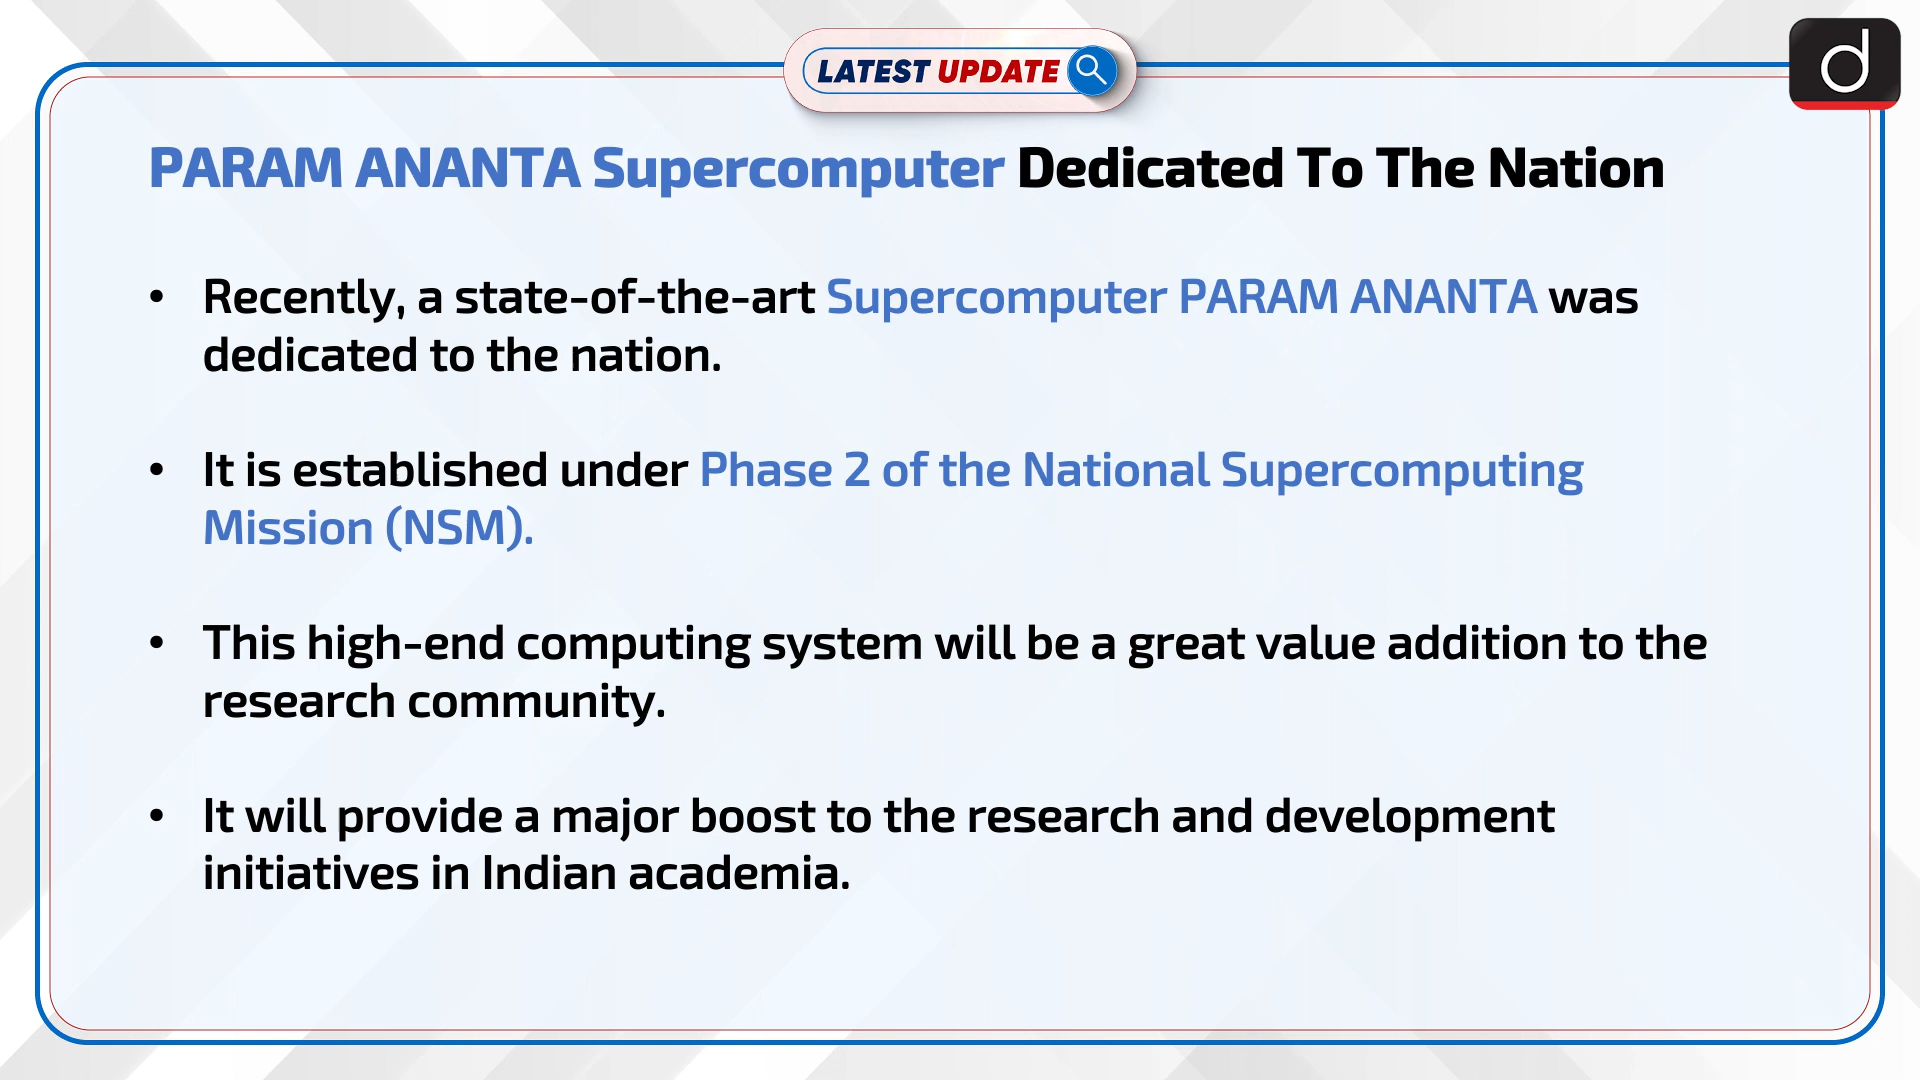 LATEST UPDATE
d
PARAM ANANTA Supercomputer Dedicated To The Nation
• Recently, a state-of-the-art Supercomputer PARAM ANANTA was
dedicated to the nation.
• It is established under Phase 2 of the National Supercomputing
Mission (NSM).
• This high-end computing system will be a great value addition to the
research community.
• It will provide a major boost to the research and development
initiatives in Indian academia.